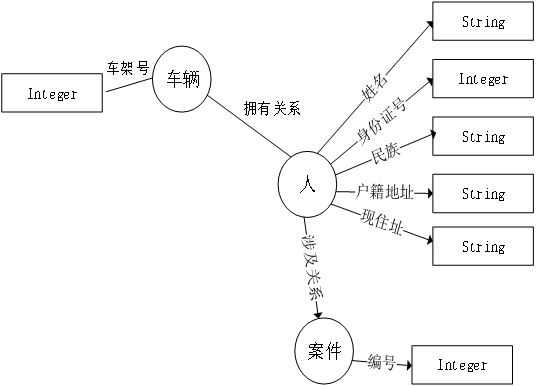 String
姓名
车架号
车辆
Integer
身份证号
Integer
拥有关系
民族
String
人
户籍地址
String
现住址
String
涉及关系
案件
编号
Integer